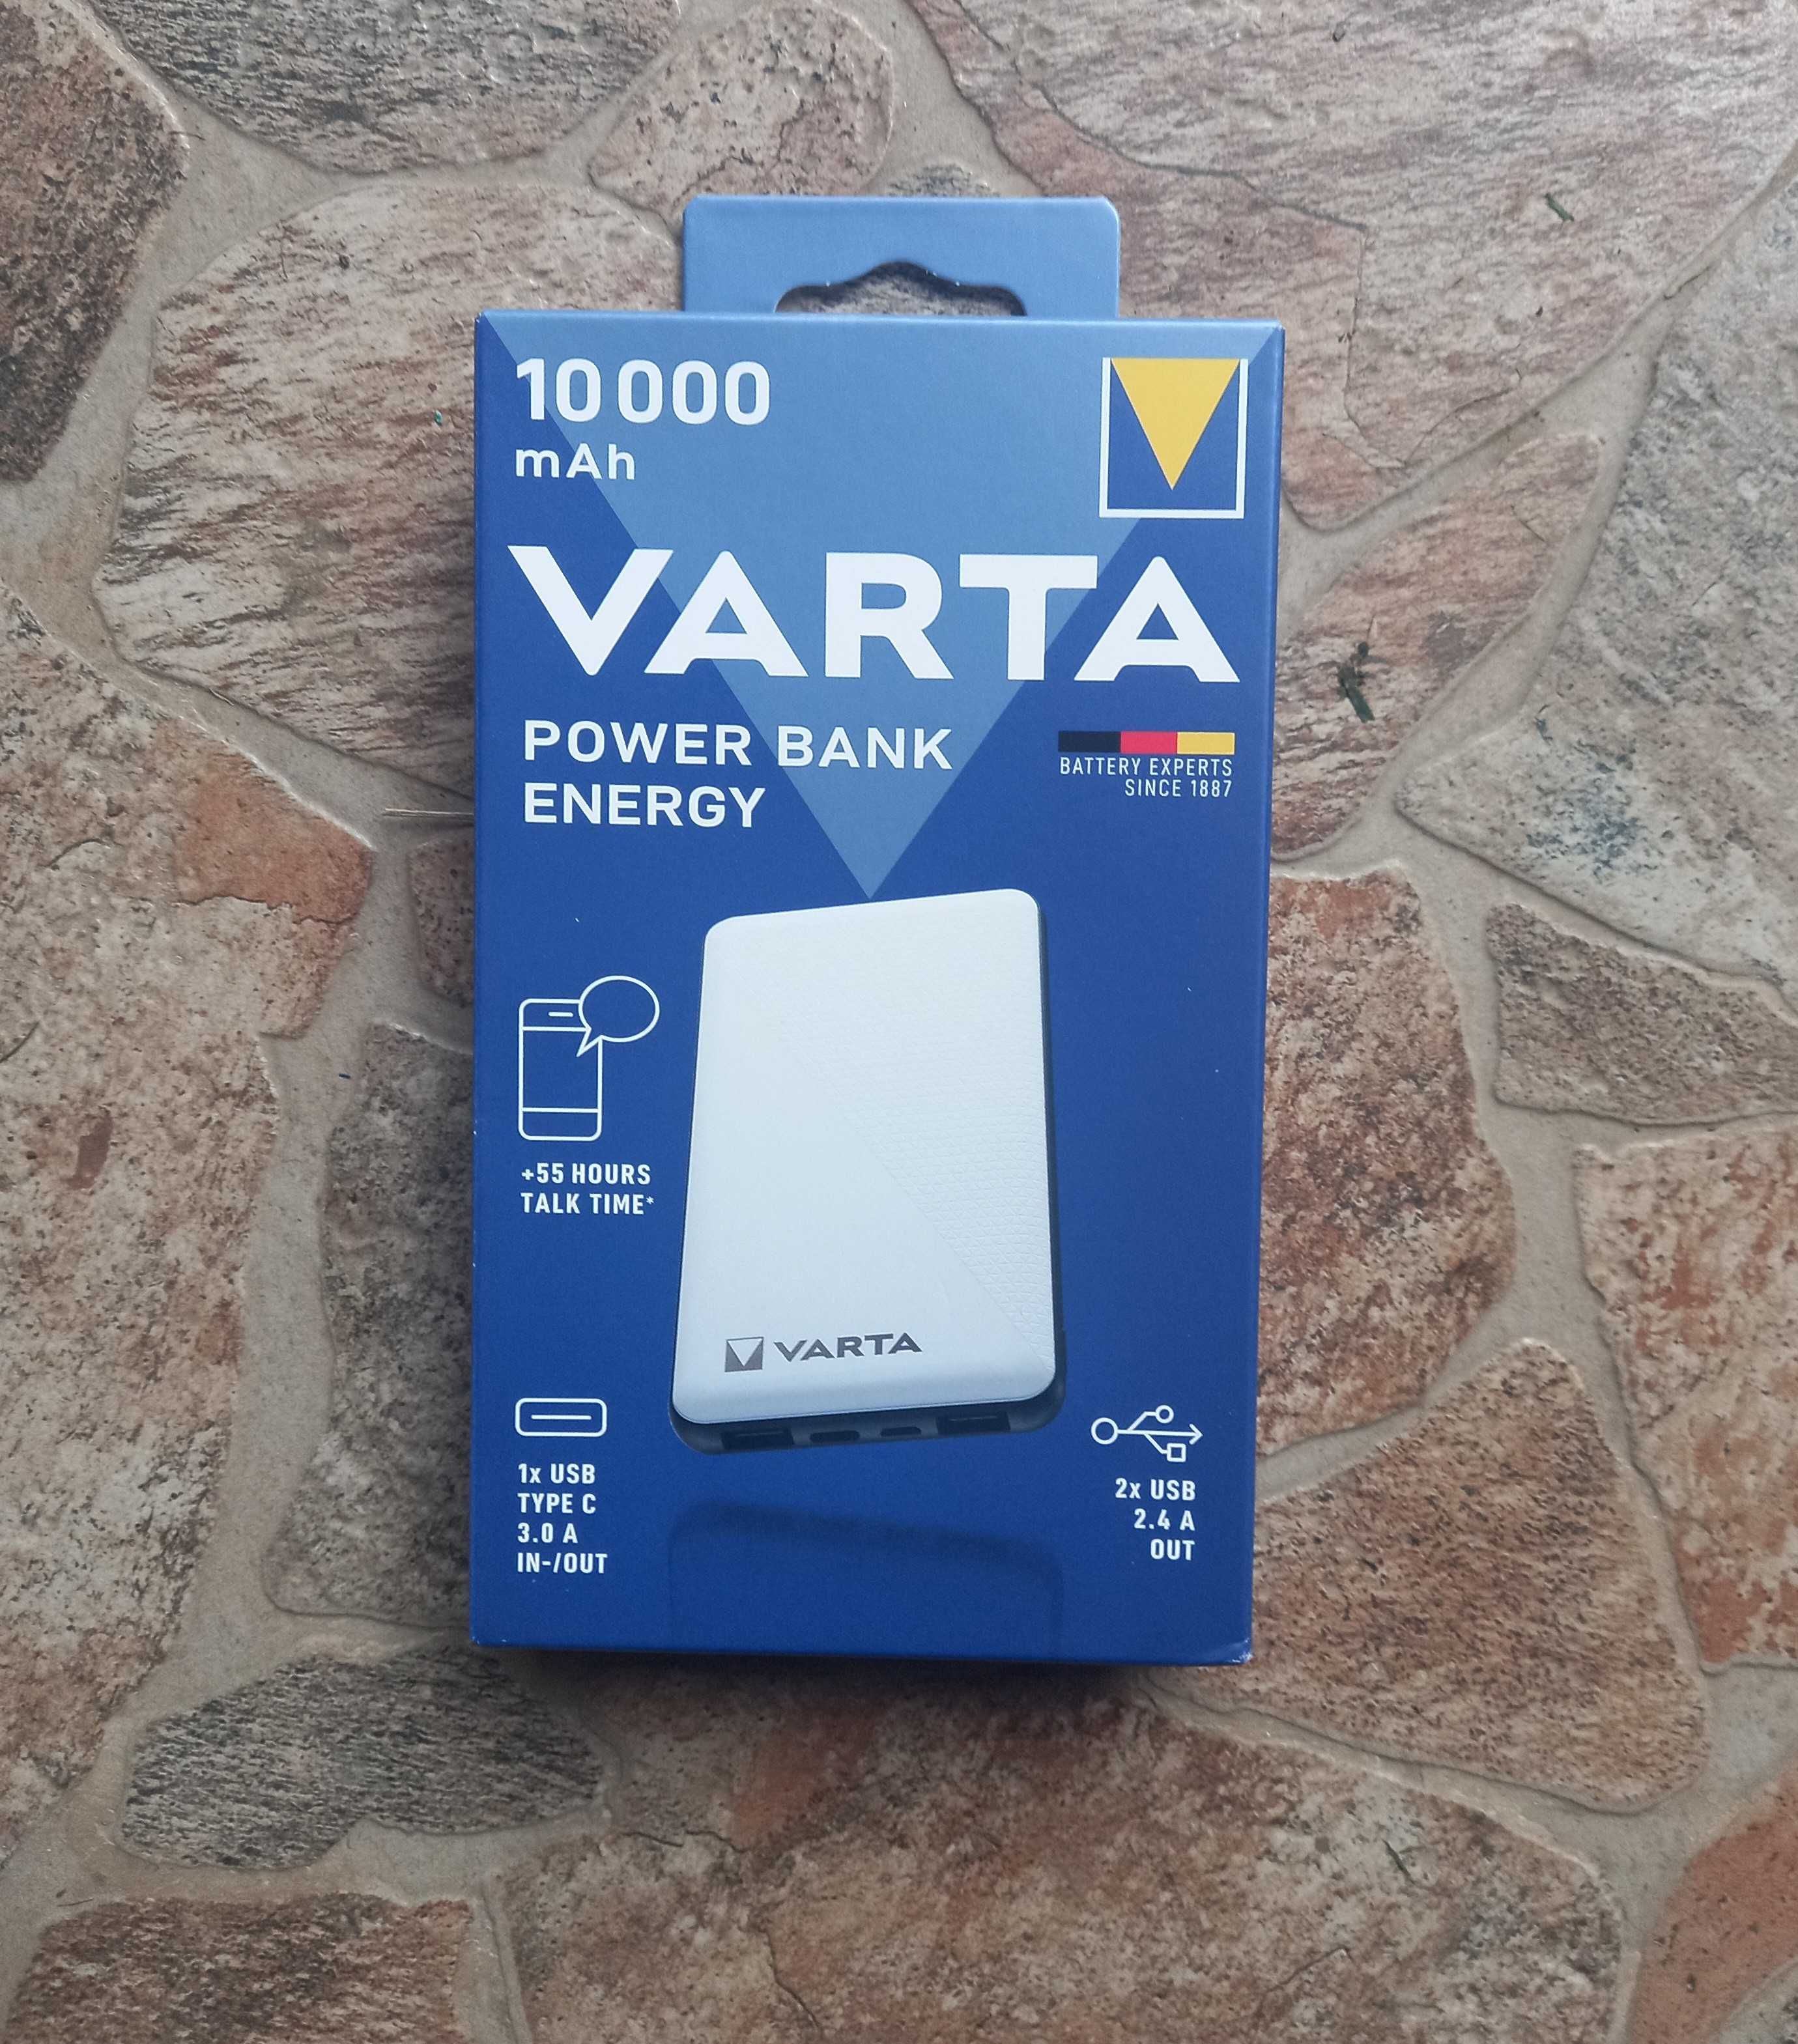 10 000
mAh
VARTA
POWER BANK
ENERGY
BATTERY EXPERTS
SINCE 1887
+55 HOURS
TALK TIME*
VARTA
1x USB
TYPE C
3.0 A
IN-/OUT
2x USB
2.4 A
OUT